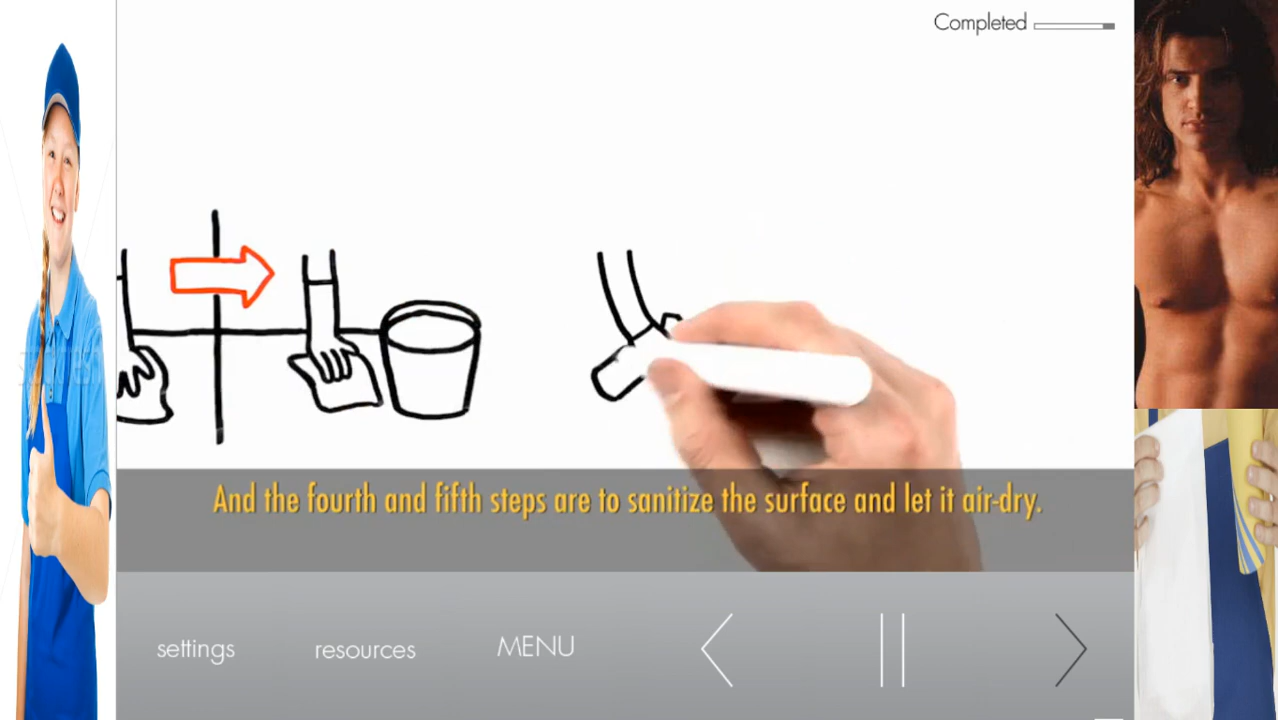 Completed
And the fourth and fifth steps are to sanitize the surface and let it air-dry.
settings resources MENU